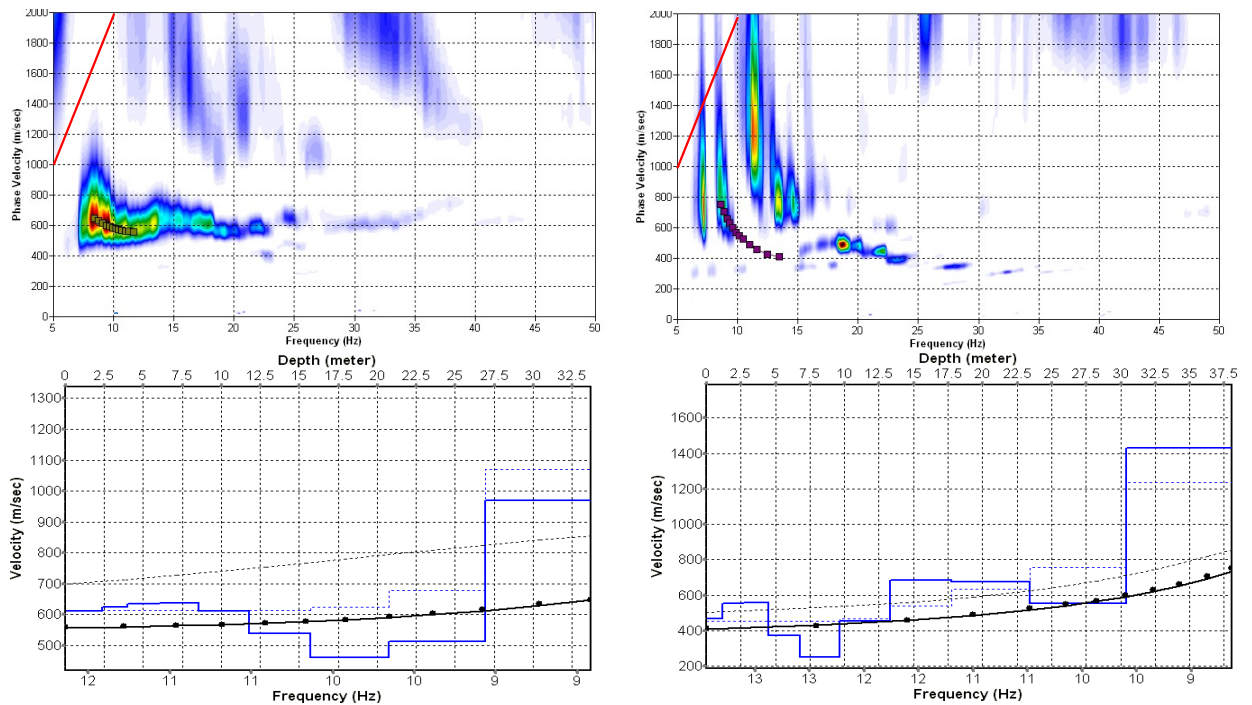 2000
1800
1600
1400
1200
1000
800
600
400
200
0
Phase Velocity (m/sec)
5 10 15 20 25 30 35 40 45 50
Frequency (Hz)
2000
1800
1600
1400
1200
1000
800
600
400
200
0
Phase Velocity (m/sec)
5 10 15 20 25 30 35 40 45 50
Frequency (Hz)
Depth (meter)
0 2.5 5 7.5 10 12.5 15 17.5 20 22.5 25 27.5 30 32.5
1300
1200
1100
1000
900
800
700
600
500
Velocity (m/sec)
12 11 11 10 10 9 9
Frequency (Hz)
Depth (meter)
0 2.5 5 7.5 10 12.5 15 17.5 20 22.5 25 27.5 30 32.5 35 37.5
1600
1400
1200
1000
800
600
400
200
Velocity (m/sec)
13 13 12 11 11 10 9
Frequency (Hz)